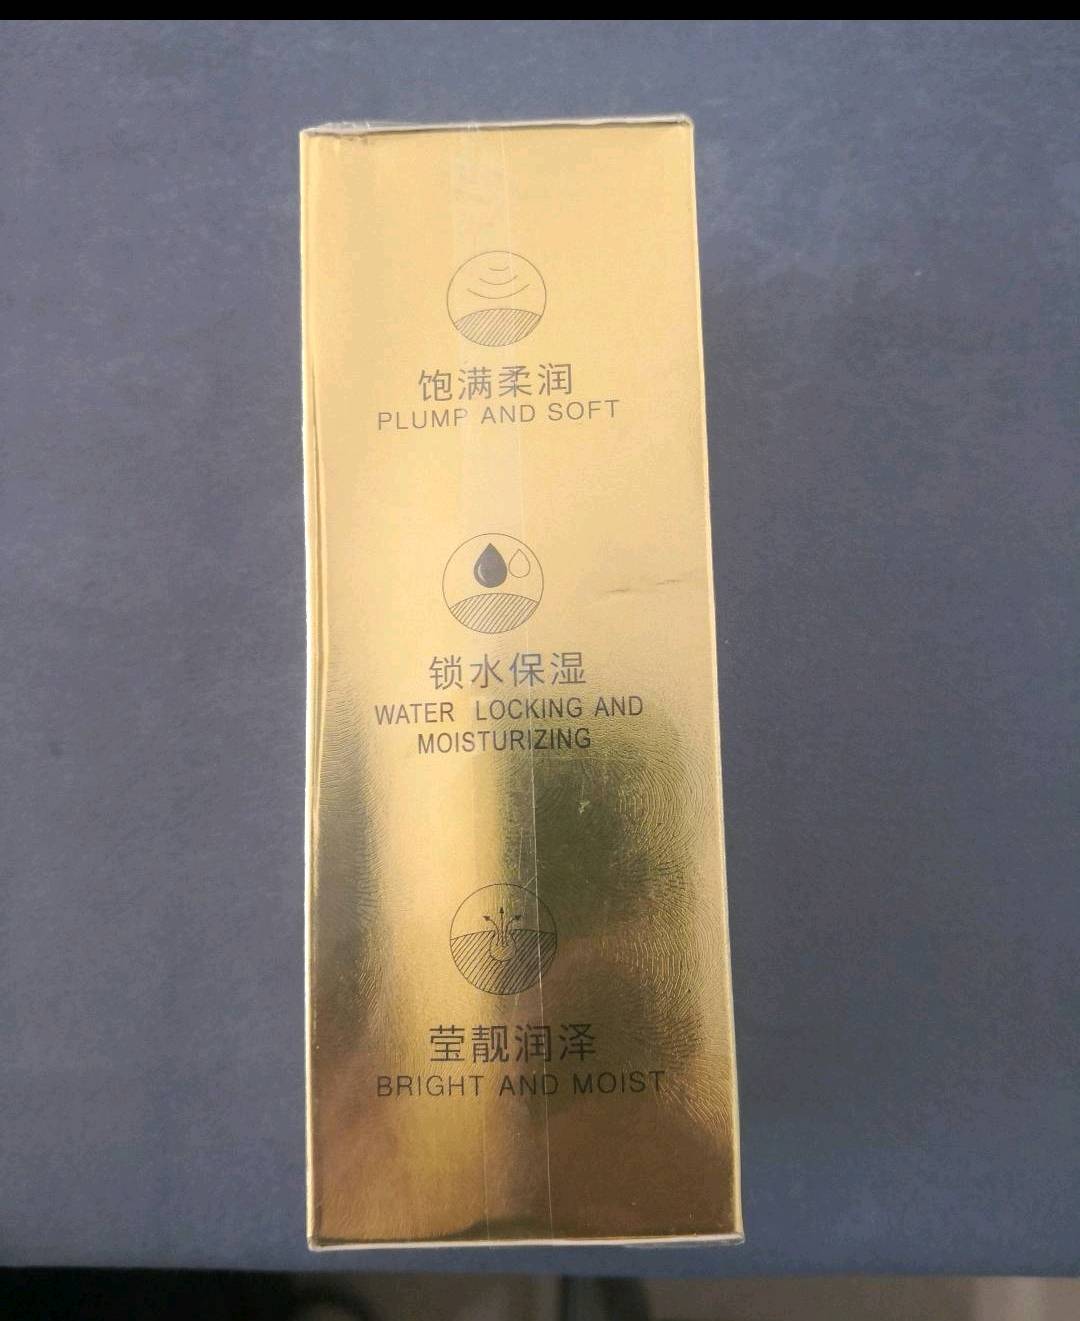 饱满柔润
PLUMP AND SOFT
锁水保湿
WATER LOCKING AND
MOISTURIZING
莹靓润泽
BRIGHT AND MOIST